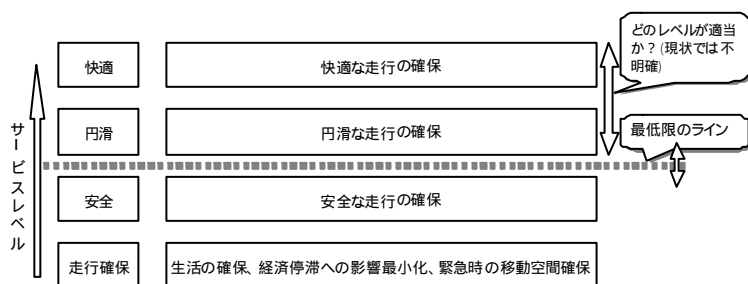 どのレベルが適当
か？(現状では不
明確)
快適
快適な走行の確保
円滑
円滑な走行の確保
最低限のライン
サービスレベル
安全
安全な走行の確保
走行確保
生活の確保、経済停滞への影響最小化、緊急時の移動空間確保